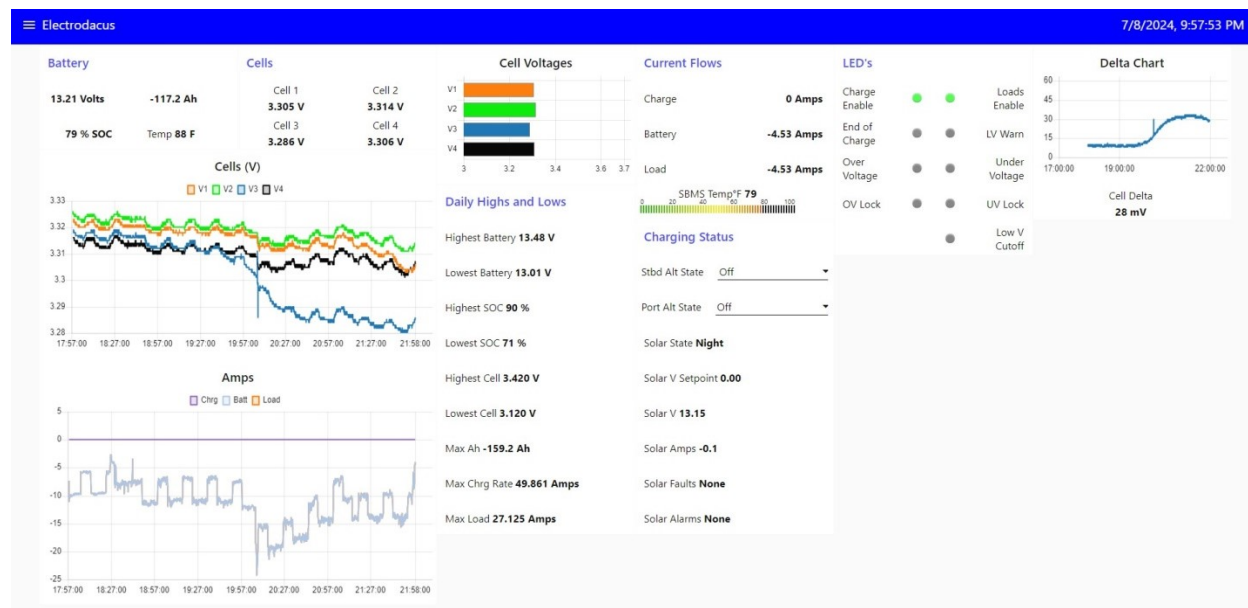 Electrodacus
7/8/2024, 9:57:53 PM
Battery
13.21 Volts
-117.2 Ah
79 % SOC
Temp 88 F
Cells
Cell 1
3.305 V
Cell 2
3.314 V
Cell 3
3.286 V
Cell 4
3.306 V
Cells (V)
V1 V2 V3 V4
3.33
3.32
3.31
3.3
3.29
3.28
17:57:00 18:27:00 18:57:00 19:27:00 19:57:00 20:27:00 20:57:00 21:27:00 21:58:00
Amps
Chrg Batt Load
5
0
-5
-10
-15
-20
-25
17:57:00 18:27:00 18:57:00 19:27:00 19:57:00 20:27:00 20:57:00 21:27:00 21:58:00
Cell Voltages
V1
V2
V3
V4
3 3.2 3.4 3.6 3.7
Daily Highs and Lows
Highest Battery 13.48 V
Lowest Battery 13.01 V
Highest SOC 90 %
Lowest SOC 71 %
Highest Cell 3.420 V
Lowest Cell 3.120 V
Max Ah -159.2 Ah
Max Chrg Rate 49.861 Amps
Max Load 27.125 Amps
Current Flows
Charge 0 Amps
Battery -4.53 Amps
Load -4.53 Amps
SBMS Temp°F 79
0 20 40 60 80 100
Charging Status
Stbd Alt State Off
Port Alt State Off
Solar State Night
Solar V Setpoint 0.00
Solar V 13.15
Solar Amps -0.1
Solar Faults None
Solar Alarms None
LED's
Charge
Enable
Loads
Enable
End of
Charge
LV Warn
Over
Voltage
Under
Voltage
OV Lock
UV Lock
Low V
Cutoff
Delta Chart
60
45
30
15
0
17:00:00 19:00:00 22:00:00
Cell Delta
28 mV